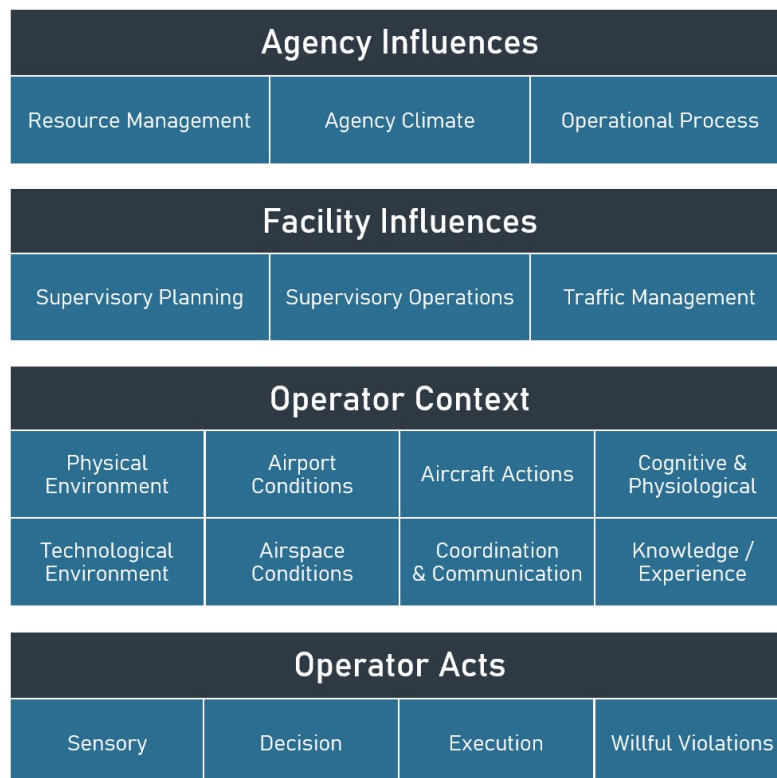 Agency Influences
Resource Management
Agency Climate
Operational Process
Facility Influences
Supervisory Planning
Supervisory Operations
Traffic Management
Operator Context
Physical
Environment
Airport
Conditions
Aircraft Actions
Cognitive &
Physiological
Technological
Environment
Airspace
Conditions
Coordination
& Communication
Knowledge /
Experience
Operator Acts
Sensory
Decision
Execution
Willful Violations